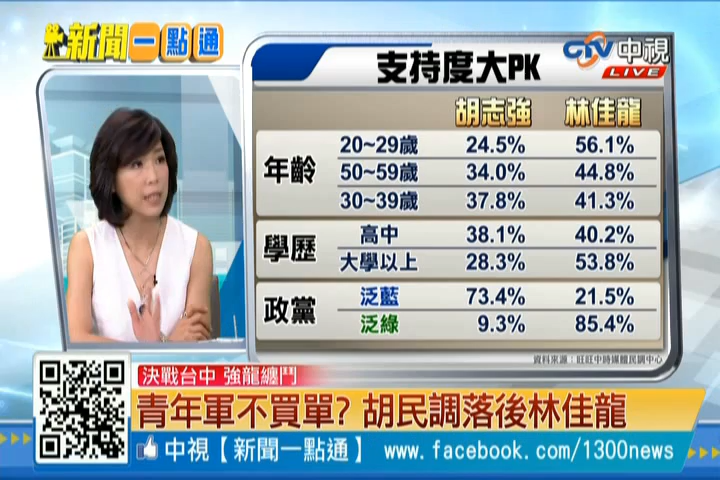 新聞一點通
支持度大PK
CTV中視
LIVE
胡志強 林佳龍
年齡
20~29歲 24.5% 56.1%
50~59歲 34.0% 44.8%
30~39歲 37.8% 41.3%
學歷
高中 38.1% 40.2%
大學以上 28.3% 53.8%
政黨
泛藍 73.4% 21.5%
泛綠 9.3% 85.4%
資料來源：旺旺中時媒體民調中心
決戰台中 強龍纏鬥
青年軍不買單? 胡民調落後林佳龍
中視【新聞一點通】 www.facebook.com/1300news